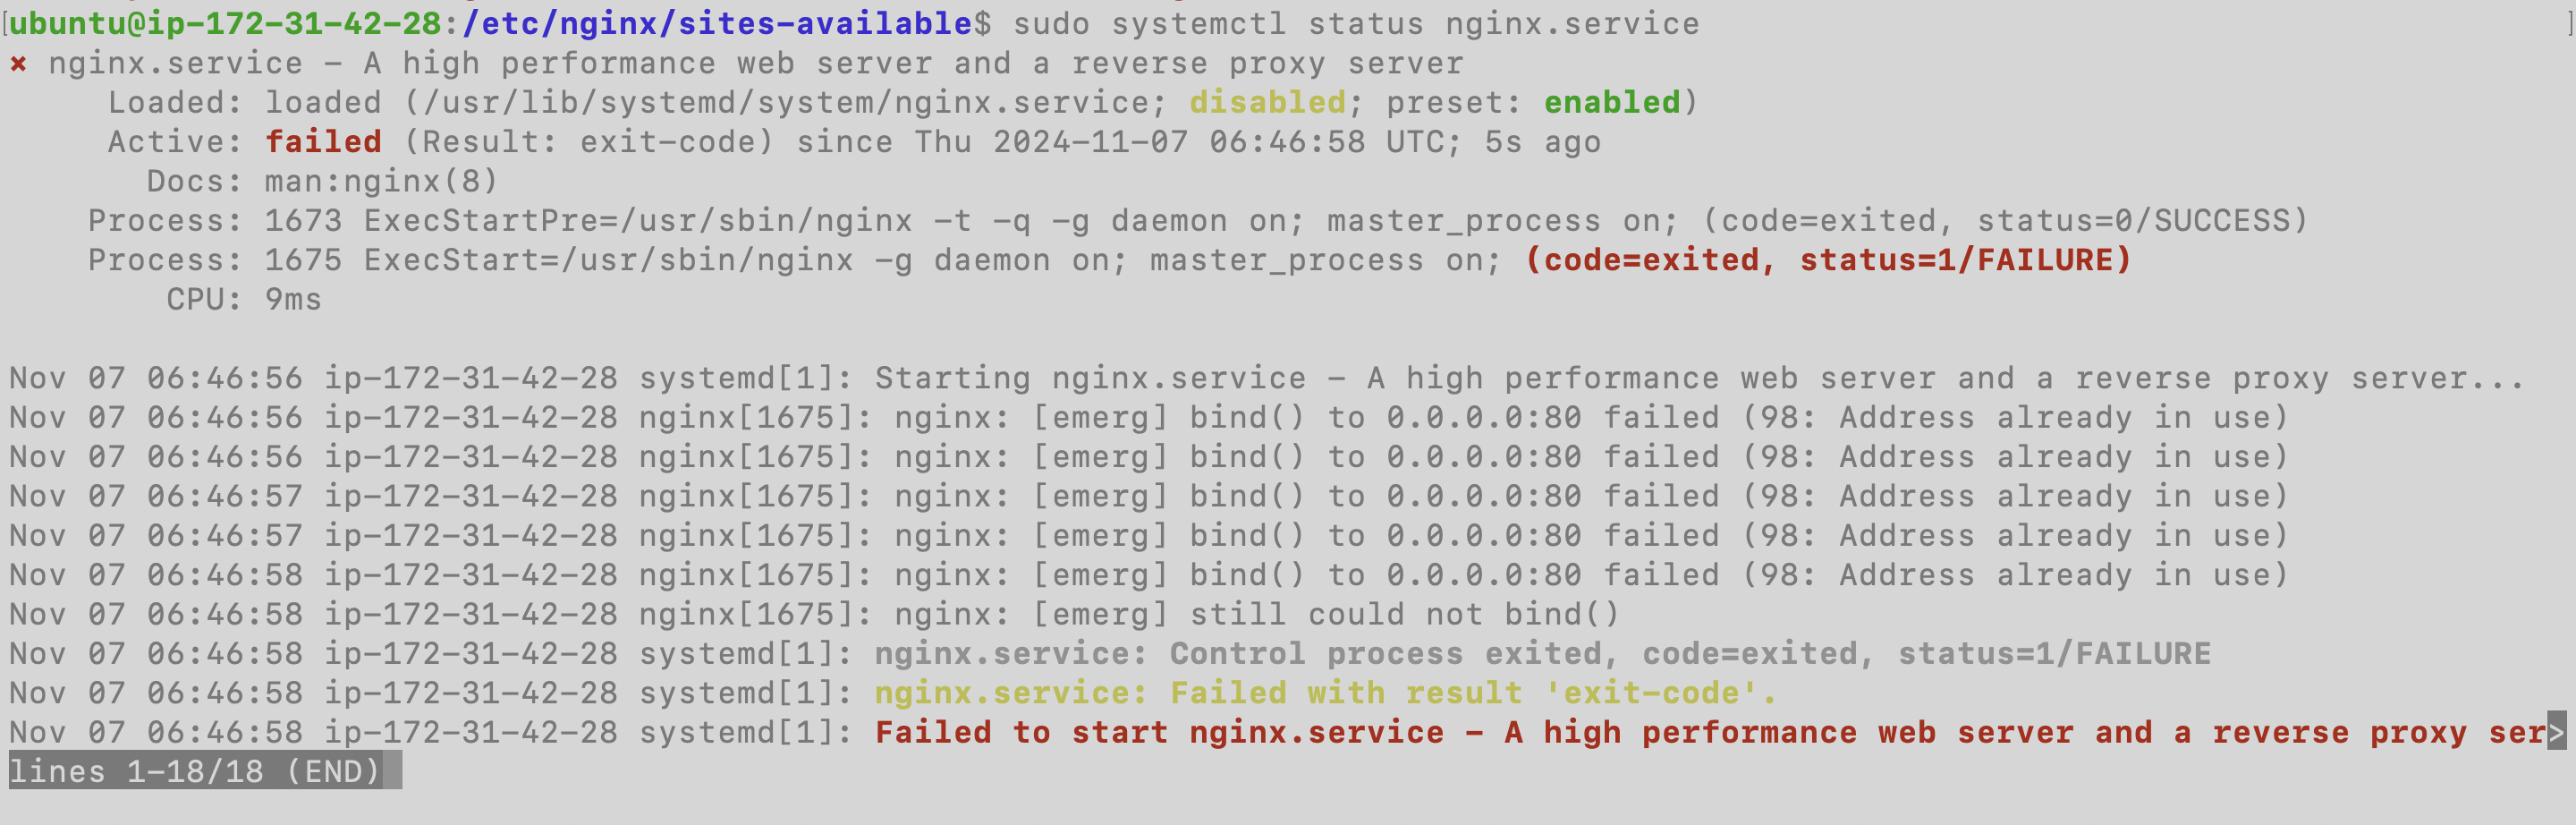 [ubuntu@ip-172-31-42-28:/etc/nginx/sites-available$ sudo systemctl status nginx.service ]
× nginx.service – A high performance web server and a reverse proxy server
Loaded: loaded (/usr/lib/systemd/system/nginx.service; disabled; preset: enabled)
Active: failed (Result: exit-code) since Thu 2024-11-07 06:46:58 UTC; 5s ago
Docs: man:nginx(8)
Process: 1673 ExecStartPre=/usr/sbin/nginx -t -q -g daemon on; master_process on; (code=exited, status=0/SUCCESS)
Process: 1675 ExecStart=/usr/sbin/nginx -g daemon on; master_process on; (code=exited, status=1/FAILURE)
CPU: 9ms
Nov 07 06:46:56 ip-172-31-42-28 systemd[1]: Starting nginx.service – A high performance web server and a reverse proxy server...
Nov 07 06:46:56 ip-172-31-42-28 nginx[1675]: nginx: [emerg] bind() to 0.0.0.0:80 failed (98: Address already in use)
Nov 07 06:46:56 ip-172-31-42-28 nginx[1675]: nginx: [emerg] bind() to 0.0.0.0:80 failed (98: Address already in use)
Nov 07 06:46:57 ip-172-31-42-28 nginx[1675]: nginx: [emerg] bind() to 0.0.0.0:80 failed (98: Address already in use)
Nov 07 06:46:57 ip-172-31-42-28 nginx[1675]: nginx: [emerg] bind() to 0.0.0.0:80 failed (98: Address already in use)
Nov 07 06:46:58 ip-172-31-42-28 nginx[1675]: nginx: [emerg] bind() to 0.0.0.0:80 failed (98: Address already in use)
Nov 07 06:46:58 ip-172-31-42-28 nginx[1675]: nginx: [emerg] still could not bind()
Nov 07 06:46:58 ip-172-31-42-28 systemd[1]: nginx.service: Control process exited, code=exited, status=1/FAILURE
Nov 07 06:46:58 ip-172-31-42-28 systemd[1]: nginx.service: Failed with result 'exit-code'.
Nov 07 06:46:58 ip-172-31-42-28 systemd[1]: Failed to start nginx.service – A high performance web server and a reverse proxy ser>
lines 1-18/18 (END)